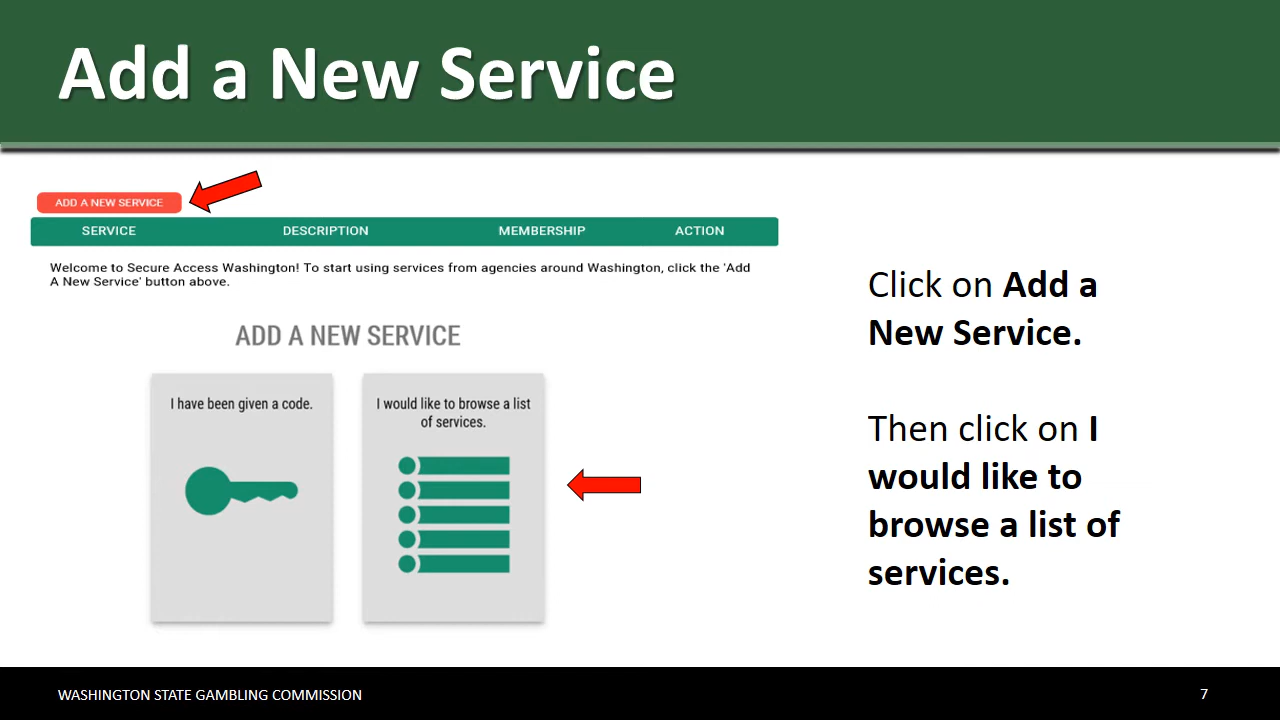 Add a New Service
ADD A NEW SERVICE
SERVICE DESCRIPTION MEMBERSHIP ACTION
Welcome to Secure Access Washington! To start using services from agencies around Washington, click the 'Add
A New Service' button above.
ADD A NEW SERVICE
I have been given a code.
I would like to browse a list
of services.
Click on Add a
New Service.
Then click on I
would like to
browse a list of
services.
WASHINGTON STATE GAMBLING COMMISSION
7